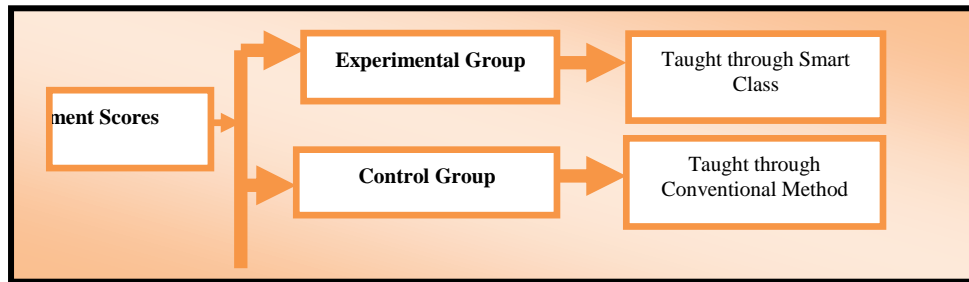 ment Scores
Experimental Group
Taught through Smart
Class
Control Group
Taught through
Conventional Method